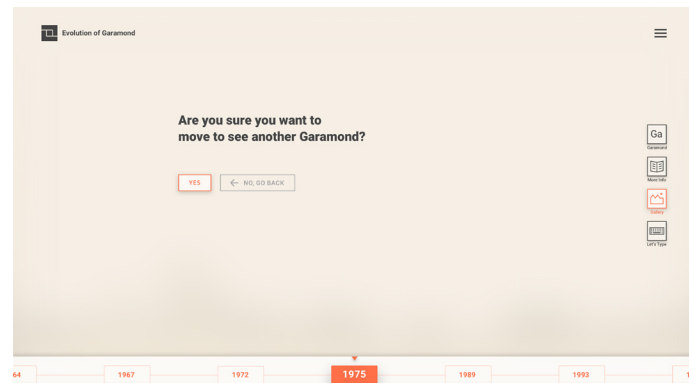 Evolution of Garamond
Are you sure you want to
move to see another Garamond?
YES
NO, GO BACK
Ga
Garamond
More Info
Gallery
Let's Type
64
1967
1972
1975
1989
1993
1